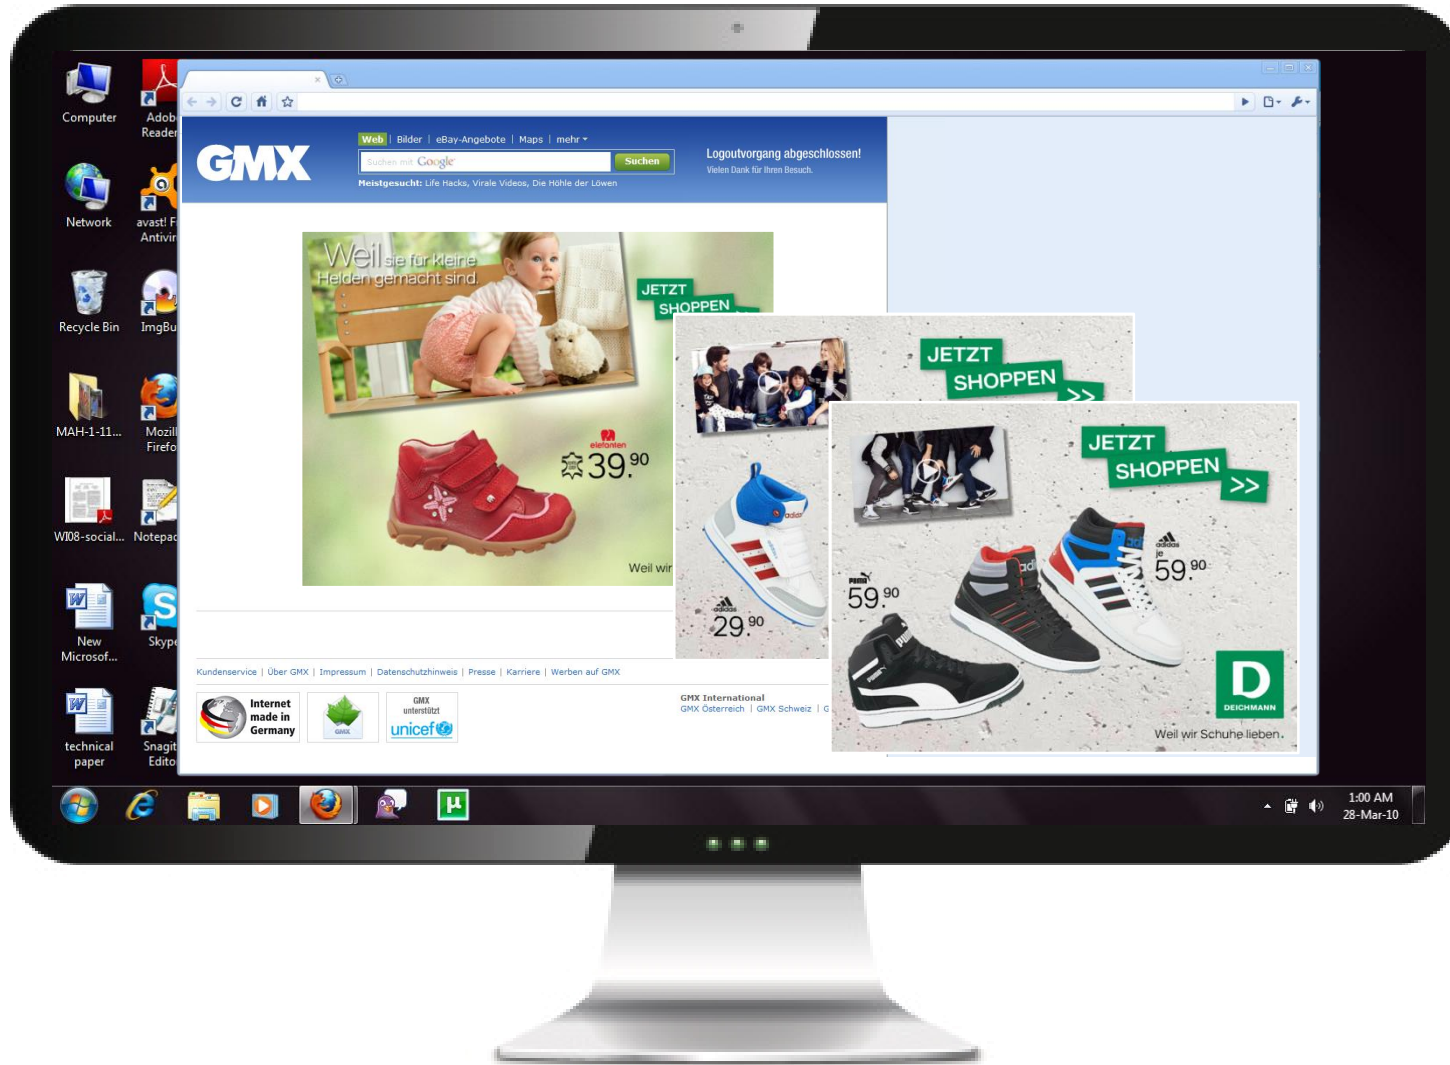 Computer
Adob
Reader
Network
avast! F
Antiviru
Recycle Bin
ImgBu
MAH-1-11...
Mozill
Firefo
WI08-social...
Notepad
New
Microsof...
Skype
technical
paper
Snagit
Edito
GMX
Web | Bilder | eBay-Angebote | Maps | mehr
Suchen mit Google
Suchen
Meistgesucht: Life Hacks, Virale Videos, Die Höhle der Löwen
Logoutvorgang abgeschlossen!
Vielen Dank für Ihren Besuch.
Weil sie für kleine
Helden gemacht sind.
JETZT
SHOPPEN
elefanten
39.90
Weil wir
JETZT
SHOPPEN
>>
adidas
29.90
JETZT
SHOPPEN
>>
adidas
je
59.90
PUMA
59.90
D
DEICHMANN
Weil wir Schuhe lieben.
Kundenservice | Über GMX | Impressum | Datenschutzhinweis | Presse | Karriere | Werben auf GMX
Internet
made in
Germany
GMX
GMX
unterstützt
unicef
GMX International
GMX Österreich | GMX Schweiz | G
1:00 AM
28-Mar-10